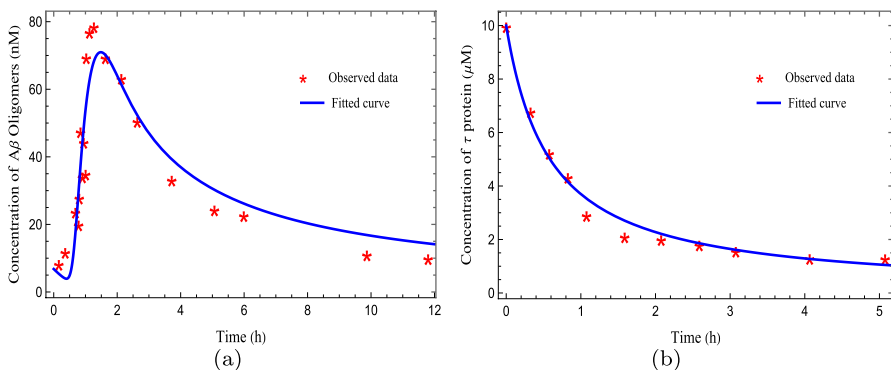 Concentration of Aβ Oligomers (nM)
80
60
40
20
0
0 2 4 6 8 10 12
Time (h)
Observed data
Fitted curve
(a)
Concentration of τ protein (μM)
10
8
6
4
2
0
0 1 2 3 4 5
Time (h)
Observed data
Fitted curve
(b)